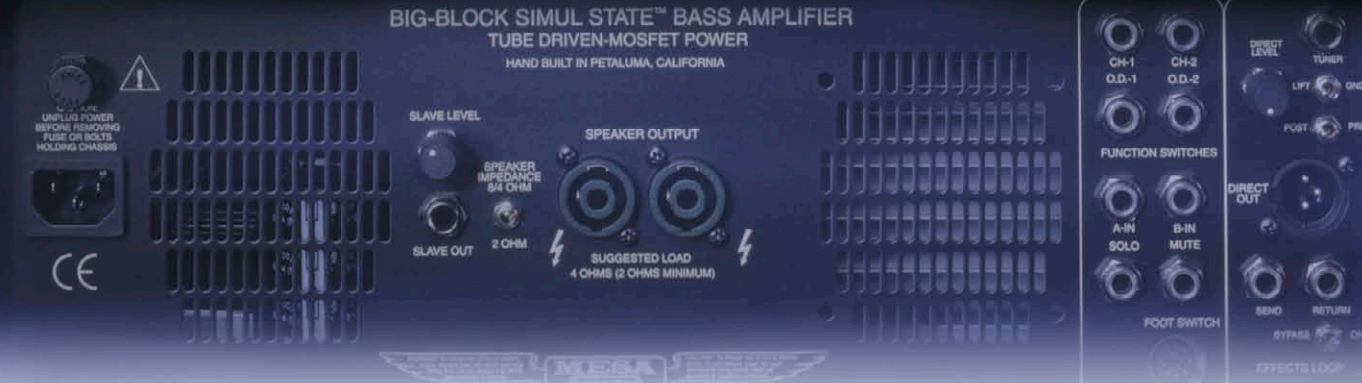 BIG-BLOCK SIMUL STATE™ BASS AMPLIFIER
TUBE DRIVEN-MOSFET POWER
HAND BUILT IN PETALUMA, CALIFORNIA
UNPLUG POWER
BEFORE REMOVING
FUSE OR BOLTS
HOLDING CHASSIS
CE
SLAVE LEVEL
SLAVE OUT
SPEAKER
IMPEDANCE
8/4 OHM
2 OHM
SPEAKER OUTPUT
SUGGESTED LOAD
4 OHMS (2 OHMS MINIMUM)
CH-1 CH-2
O.D.-1 O.D.-2
FUNCTION SWITCHES
A-IN B-IN
SOLO MUTE
FOOT SWITCH
DIRECT
LEVEL
TUNER
LIFT
POST
DIRECT
OUT
SEND RETURN
BYPASS
EFFECTS LOOP
MESA